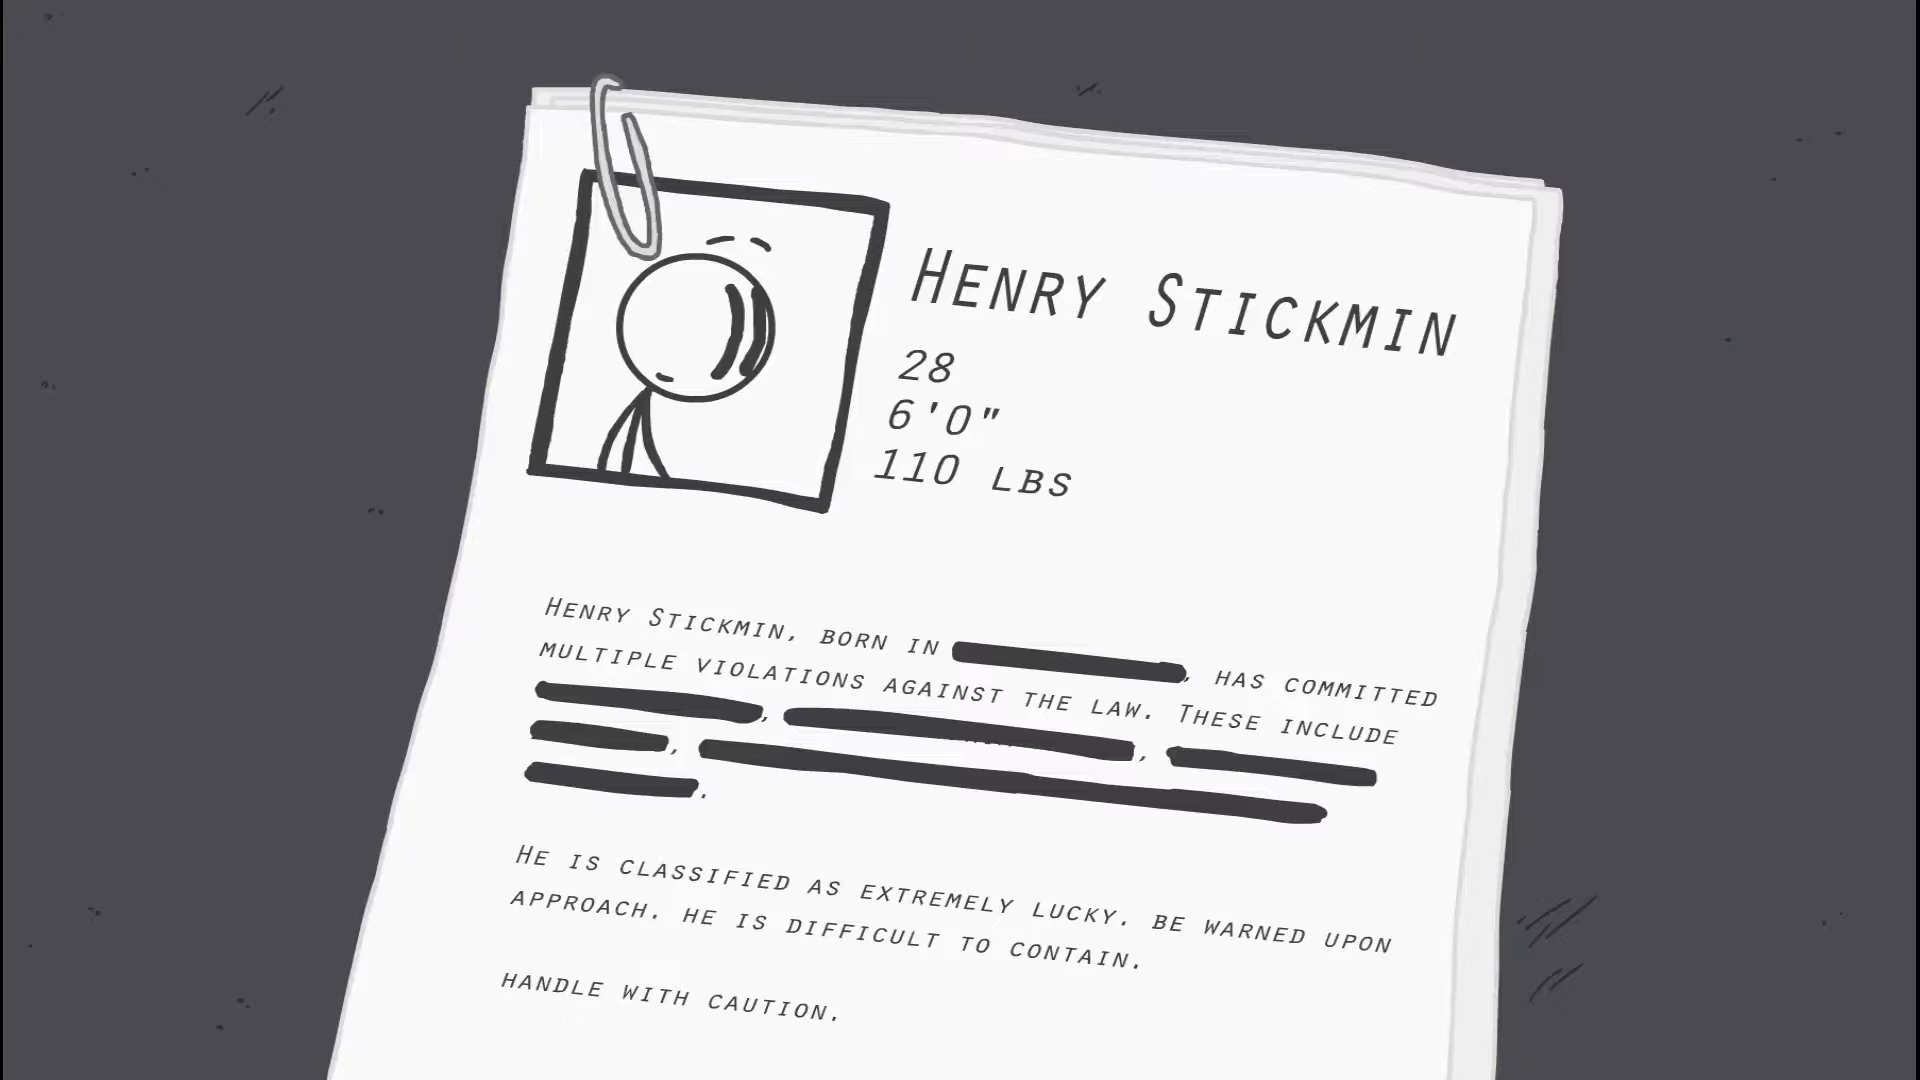 HENRY STICKMIN
28
6'0"
110 LBS
HENRY STICKMIN, BORN IN , HAS COMMITTED
MULTIPLE VIOLATIONS AGAINST THE LAW. THESE INCLUDE
, , ,
, .
HE IS CLASSIFIED AS EXTREMELY LUCKY. BE WARNED UPON
APPROACH. HE IS DIFFICULT TO CONTAIN.
HANDLE WITH CAUTION.